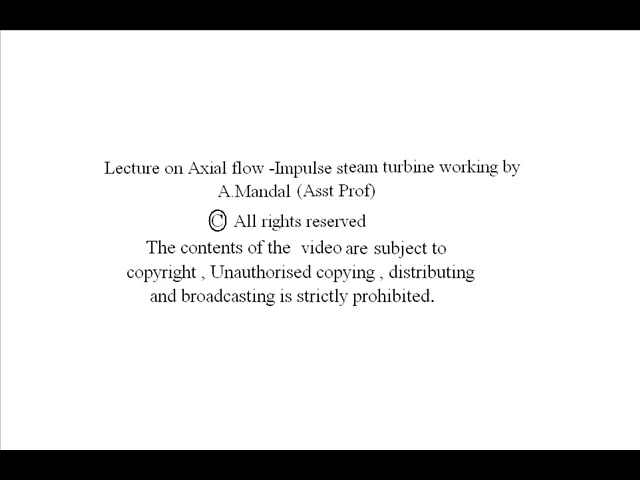 Lecture on Axial flow -Impulse steam turbine working by
A.Mandal (Asst Prof)
© All rights reserved
The contents of the video are subject to
copyright , Unauthorised copying , distributing
and broadcasting is strictly prohibited.